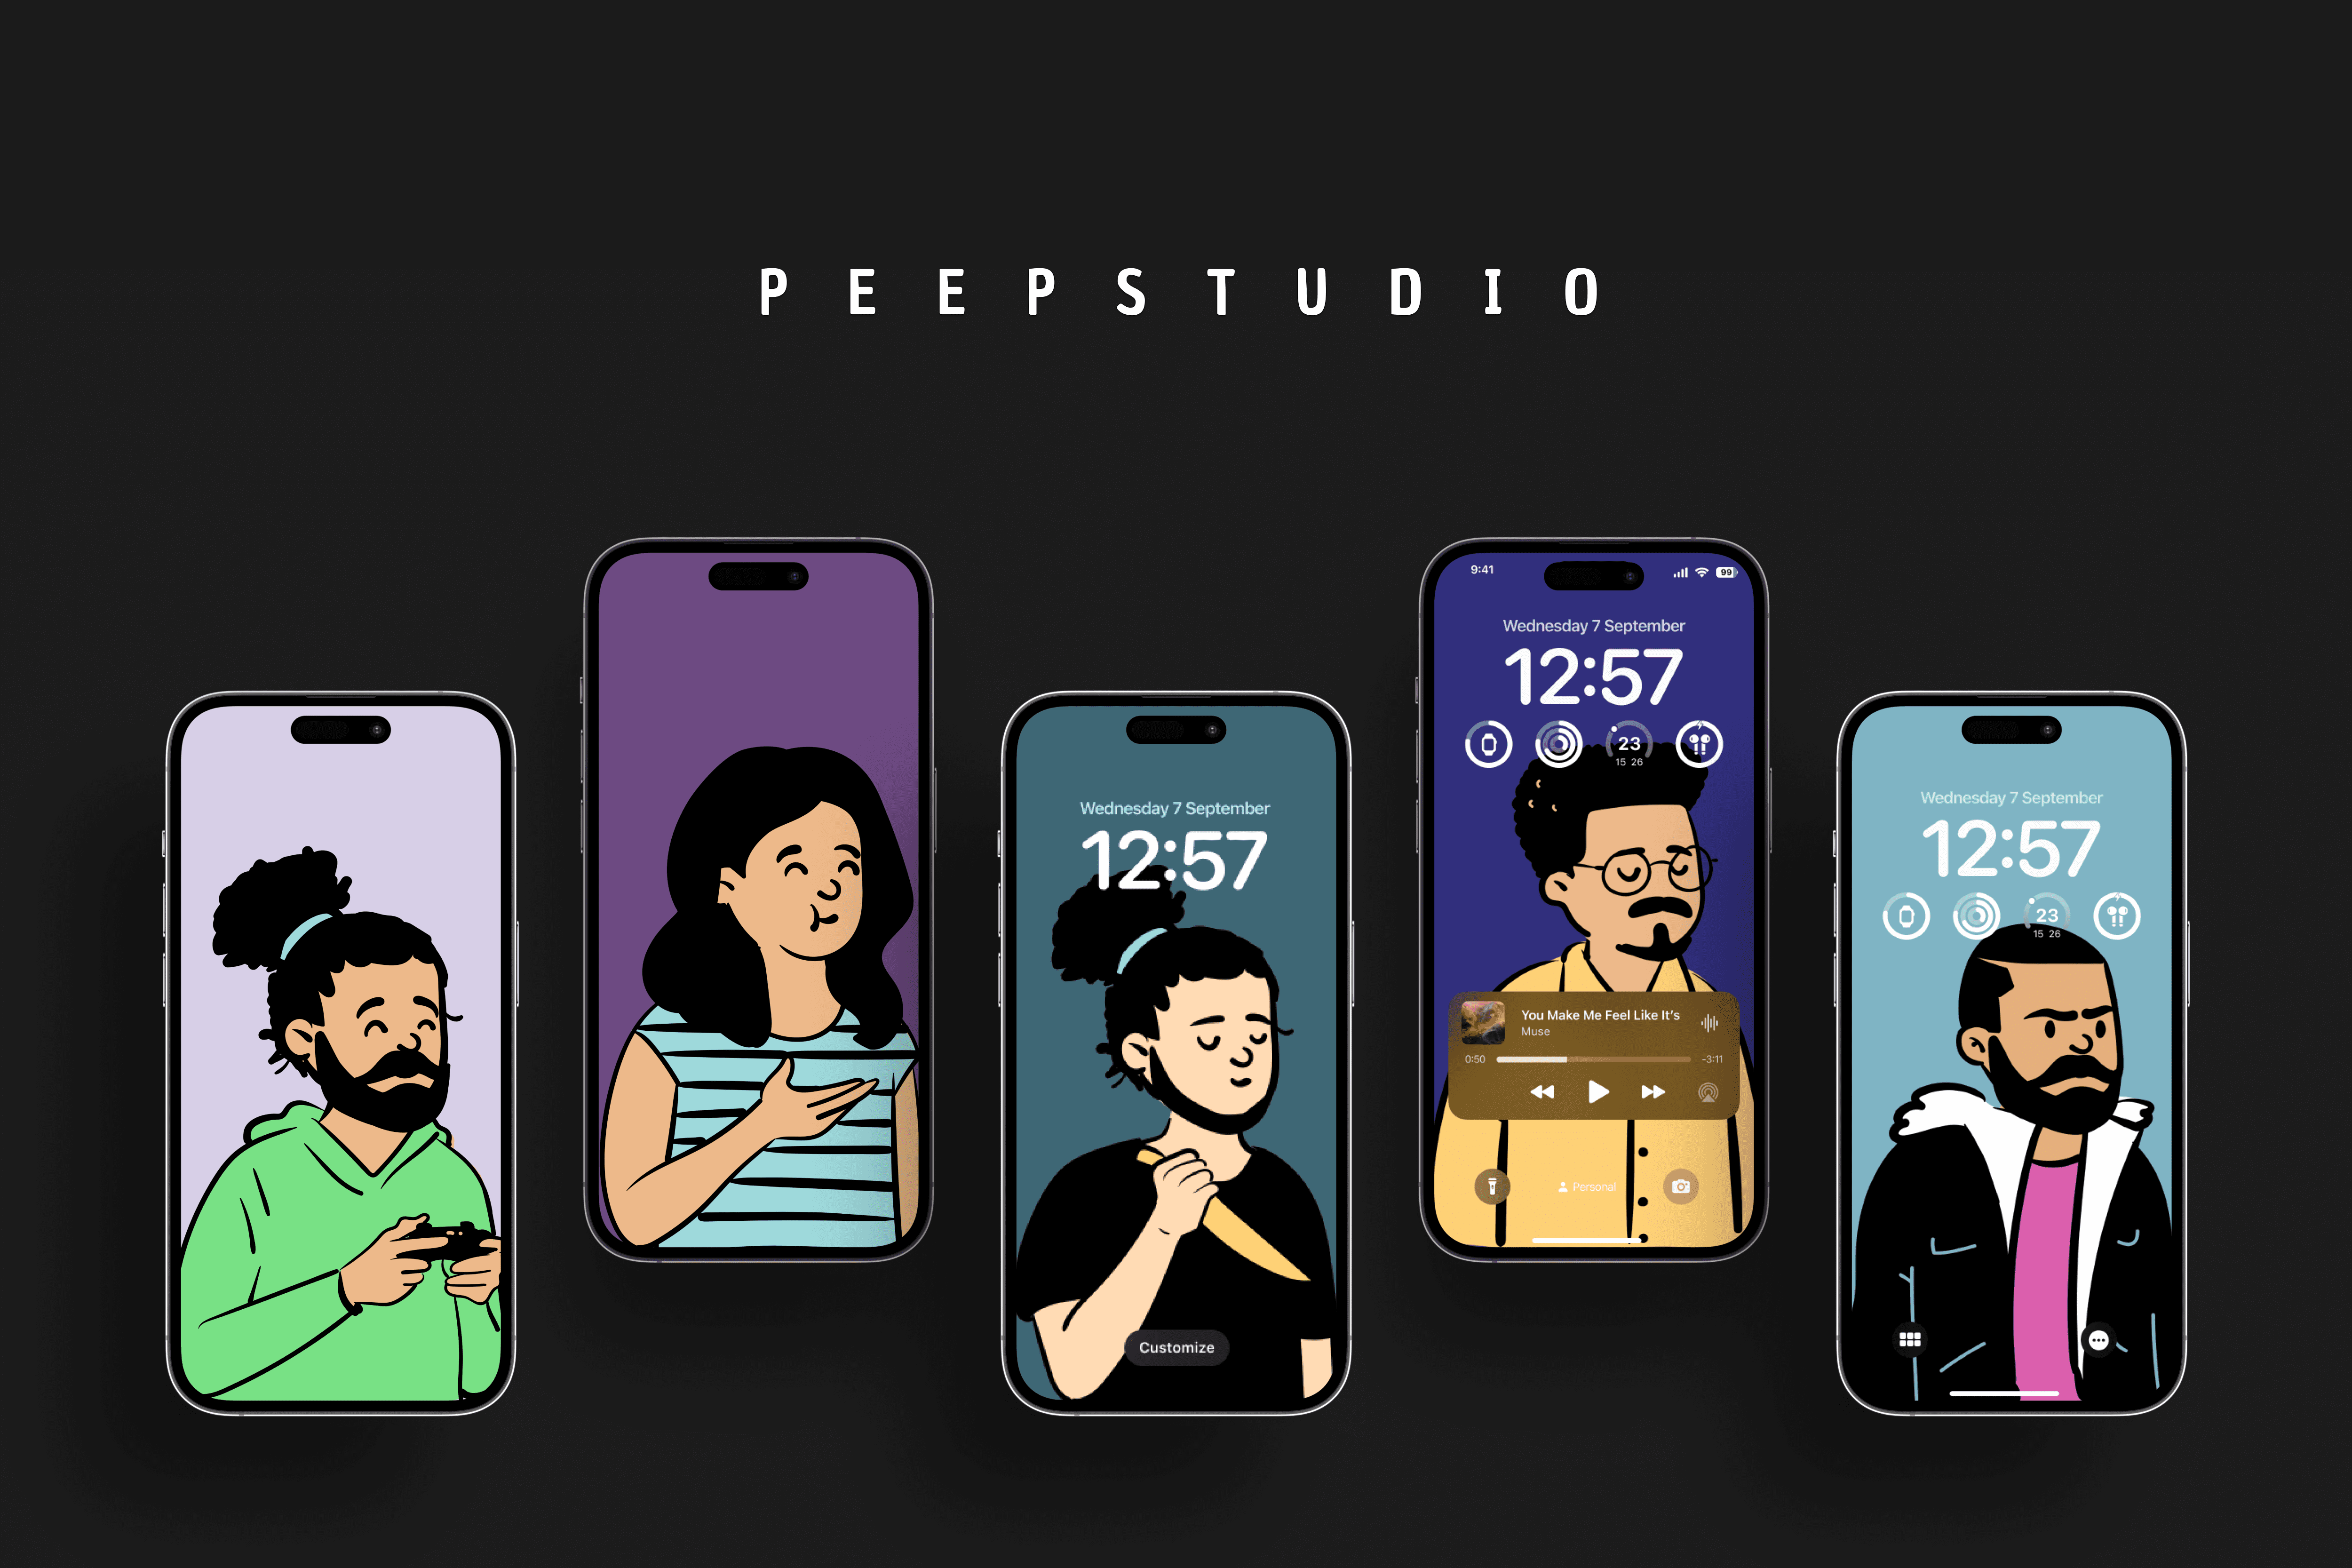 PEEPSTUDIO
Wednesday 7 September
12:57
Customize
9:41
99
Wednesday 7 September
12:57
23
15 26
You Make Me Feel Like It's
Muse
0:50
-3:11
Personal
Wednesday 7 September
12:57
23
15 26